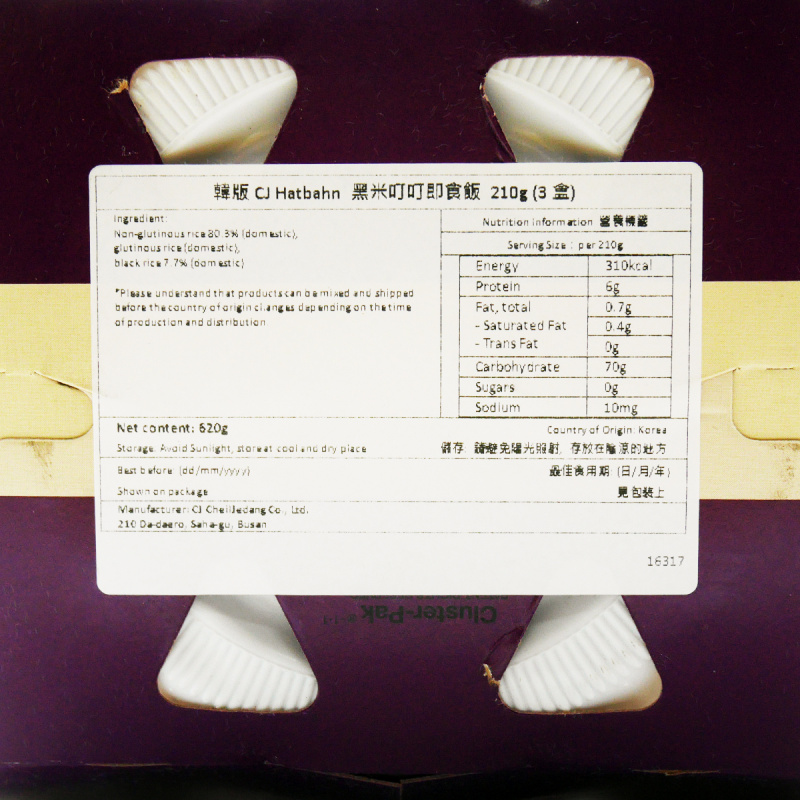 韓版 CJ Hatbahn 黑米叮叮即食飯 210g (3 盒)
Ingredient:
Non-glutinous rice 80.3% (domestic),
glutinous rice (domestic),
black rice 7.7% (domestic)
*Please understand that products can be mixed and shipped
before the country of origin changes depending on the time
of production and distribution
Nutrition information 營養標籤
Serving Size : per 210g
Energy 310kcal
Protein 6g
Fat, total 0.7g
- Saturated Fat 0.4g
- Trans Fat 0g
Carbohydrate 70g
Sugars 0g
Sodium 10mg
Net content: 620g
Country of Origin: Korea
Storage: Avoid Sunlight, store at cool and dry place
儲存: 請避免陽光照射, 存放在陰涼的地方
Best before (dd/mm/yyyy)
最佳食用期: (日/月/年)
Shown on package
見包裝上
Manufacturer: CJ CheilJedang Co., Ltd.
210 Da-daero, Saha-gu, Busan
16317
Cluster-Pak